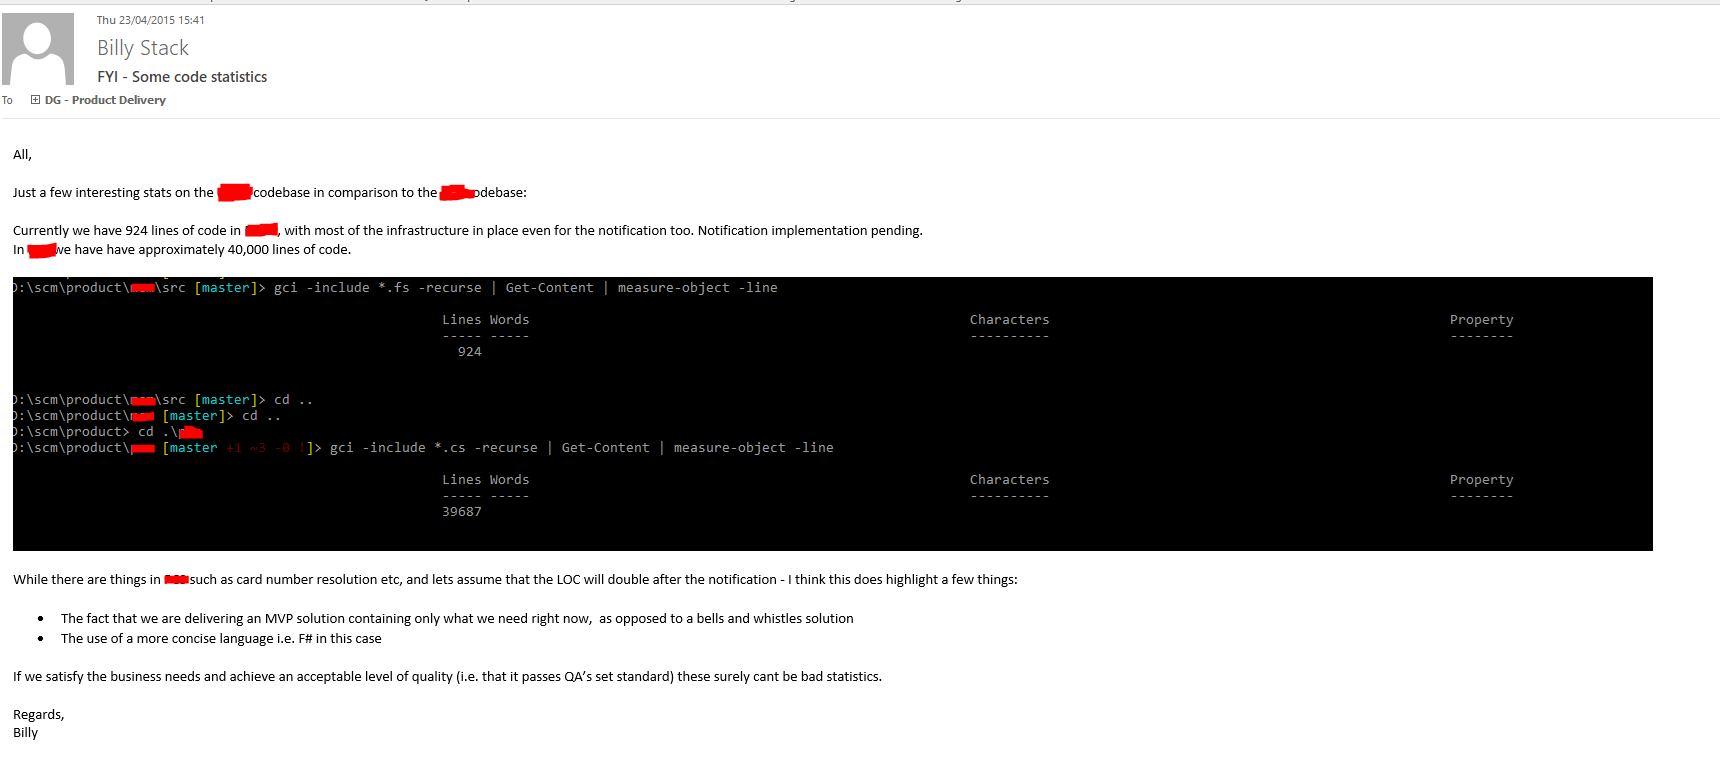 Thu 23/04/2015 15:41
Billy Stack
FYI - Some code statistics
To DG - Product Delivery
All,
Just a few interesting stats on the codebase in comparison to the odebase:
Currently we have 924 lines of code in , with most of the infrastructure in place even for the notification too. Notification implementation pending.
In we have have approximately 40,000 lines of code.
D:\scm\product\ \src [master]> gci -include *.fs -recurse | Get-Content | measure-object -line
Lines Words Characters Property
----- ----- ---------- --------
924
D:\scm\product\ \src [master]> cd ..
D:\scm\product\ [master]> cd ..
D:\scm\product> cd .\
D:\scm\product\ [master +1 ~3 -0 !]> gci -include *.cs -recurse | Get-Content | measure-object -line
Lines Words Characters Property
----- ----- ---------- --------
39687
While there are things in such as card number resolution etc, and lets assume that the LOC will double after the notification - I think this does highlight a few things:
• The fact that we are delivering an MVP solution containing only what we need right now, as opposed to a bells and whistles solution
• The use of a more concise language i.e. F# in this case
If we satisfy the business needs and achieve an acceptable level of quality (i.e. that it passes QA's set standard) these surely cant be bad statistics.
Regards,
Billy